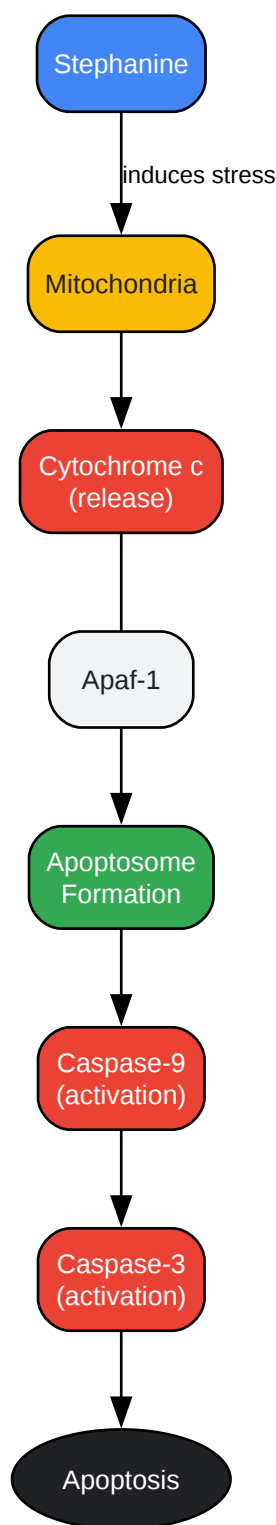 Stephanine
induces stress
Mitochondria
Cytochrome c
(release)
Apaf-1
Apoptosome
Formation
Caspase-9
(activation)
Caspase-3
(activation)
Apoptosis